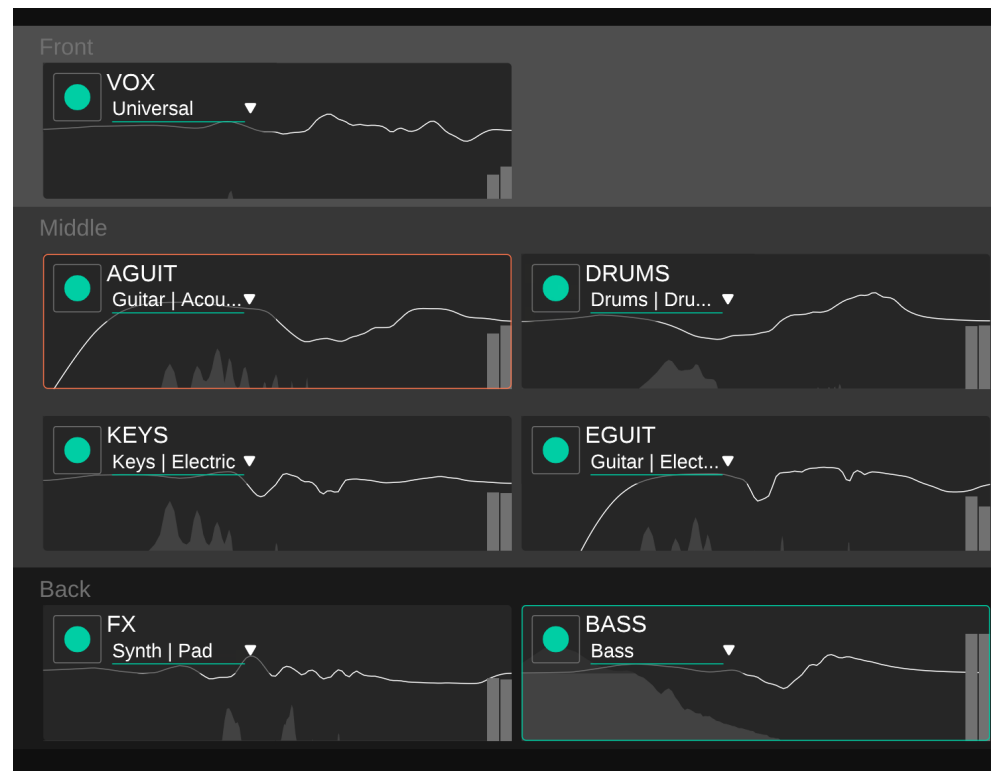 Front
VOX
Universal
Middle
AGUIT
Guitar | Acou...
DRUMS
Drums | Dru...
KEYS
Keys | Electric
EGUIT
Guitar | Elect...
Back
FX
Synth | Pad
BASS
Bass